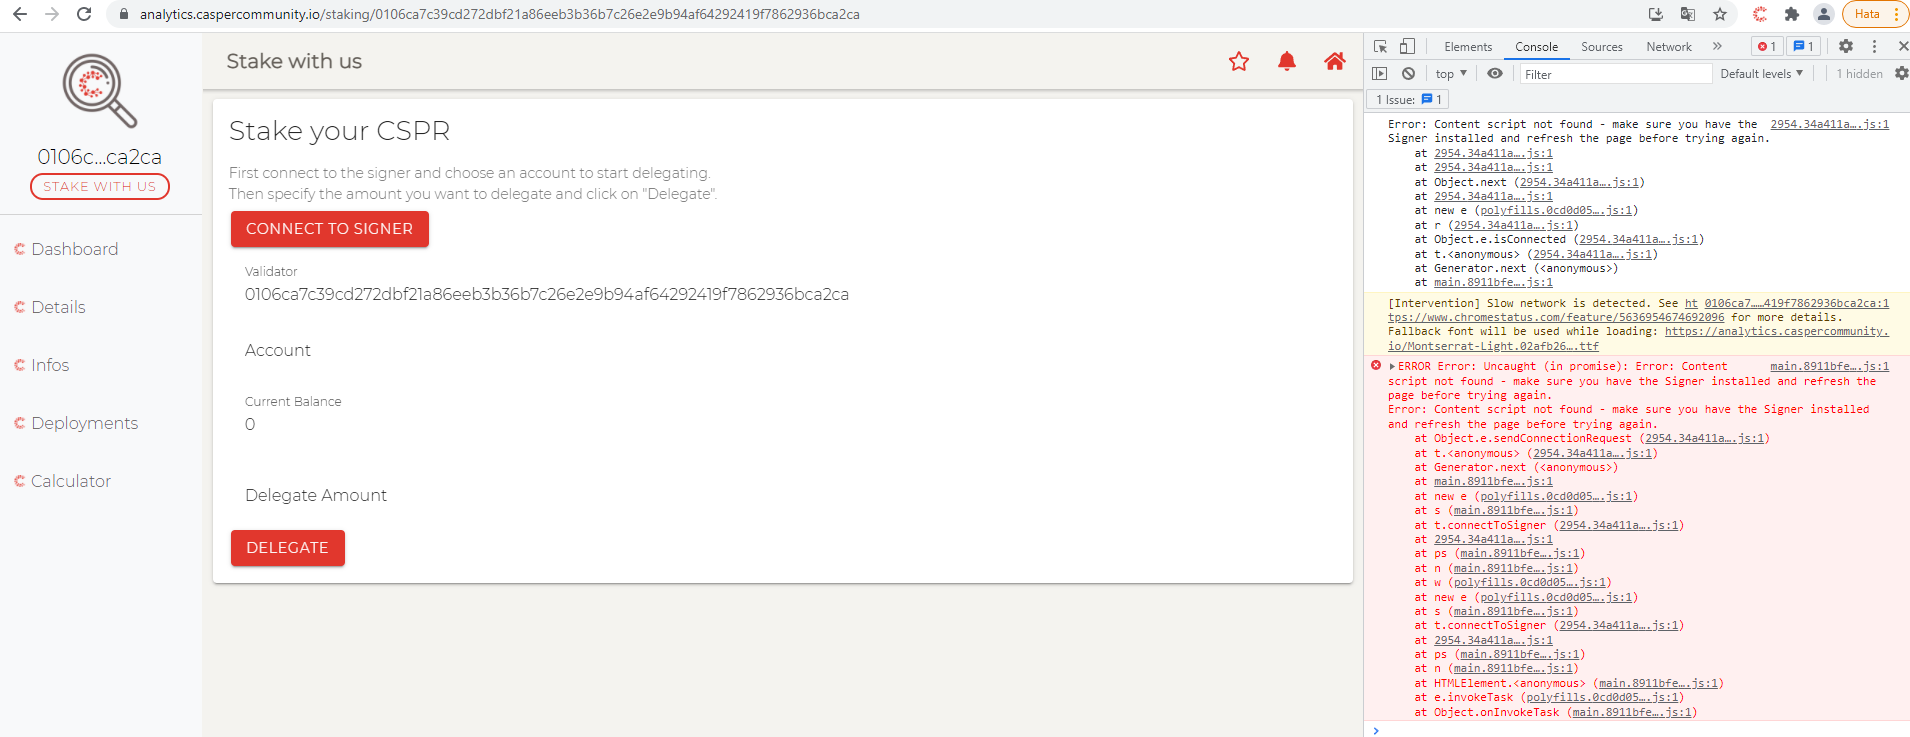 analytics.caspercommunity.io/staking/0106ca7c39cd272dbf21a86eeb3b36b7c26e2e9b94af64292419f7862936bca2ca
Hata
0106c...ca2ca
STAKE WITH US
Dashboard
Details
Infos
Deployments
Calculator
Stake with us
Stake your CSPR
First connect to the signer and choose an account to start delegating.
Then specify the amount you want to delegate and click on "Delegate".
CONNECT TO SIGNER
Validator
0106ca7c39cd272dbf21a86eeb3b36b7c26e2e9b94af64292419f7862936bca2ca
Account
Current Balance
0
Delegate Amount
DELEGATE
Elements Console Sources Network » 1 1
top Filter Default levels 1 hidden
1 Issue: 1
Error: Content script not found - make sure you have the 2954.34a411a….js:1
Signer installed and refresh the page before trying again.
at 2954.34a411a….js:1
at 2954.34a411a….js:1
at Object.next (2954.34a411a….js:1)
at 2954.34a411a….js:1
at new e (polyfills.0cd0d05….js:1)
at r (2954.34a411a….js:1)
at Object.e.isConnected (2954.34a411a….js:1)
at t.<anonymous> (2954.34a411a….js:1)
at Generator.next (<anonymous>)
at main.8911bfe….js:1
[Intervention] Slow network is detected. See ht 0106ca7……419f7862936bca2ca:1
tps://www.chromestatus.com/feature/5636954674692096 for more details.
Fallback font will be used while loading: https://analytics.caspercommunity.
io/Montserrat-Light.02afb26….ttf
ERROR Error: Uncaught (in promise): Error: Content main.8911bfe….js:1
script not found - make sure you have the Signer installed and refresh the
page before trying again.
Error: Content script not found - make sure you have the Signer installed
and refresh the page before trying again.
at Object.e.sendConnectionRequest (2954.34a411a….js:1)
at t.<anonymous> (2954.34a411a….js:1)
at Generator.next (<anonymous>)
at main.8911bfe….js:1
at new e (polyfills.0cd0d05….js:1)
at s (main.8911bfe….js:1)
at t.connectToSigner (2954.34a411a….js:1)
at 2954.34a411a….js:1
at ps (main.8911bfe….js:1)
at n (main.8911bfe….js:1)
at w (polyfills.0cd0d05….js:1)
at new e (polyfills.0cd0d05….js:1)
at s (main.8911bfe….js:1)
at t.connectToSigner (2954.34a411a….js:1)
at 2954.34a411a….js:1
at ps (main.8911bfe….js:1)
at n (main.8911bfe….js:1)
at HTMLElement.<anonymous> (main.8911bfe….js:1)
at e.invokeTask (polyfills.0cd0d05….js:1)
at Object.onInvokeTask (main.8911bfe….js:1)